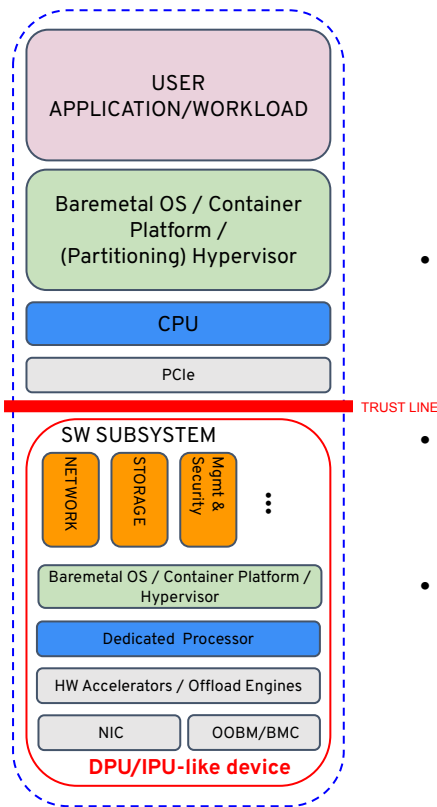 USER
APPLICATION/WORKLOAD
Baremetal OS / Container
Platform /
(Partitioning) Hypervisor
CPU
PCIe
TRUST LINE
SW SUBSYSTEM
NETWORK
STORAGE
Mgmt &
Security
...
Baremetal OS / Container Platform /
Hypervisor
Dedicated Processor
HW Accelerators / Offload Engines
NIC
OOBM/BMC
DPU/IPU-like device